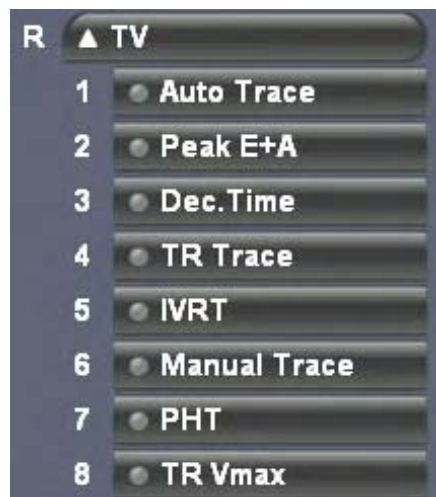 R ▲ TV
1 Auto Trace
2 Peak E+A
3 Dec.Time
4 TR Trace
5 IVRT
6 Manual Trace
7 PHT
8 TR Vmax